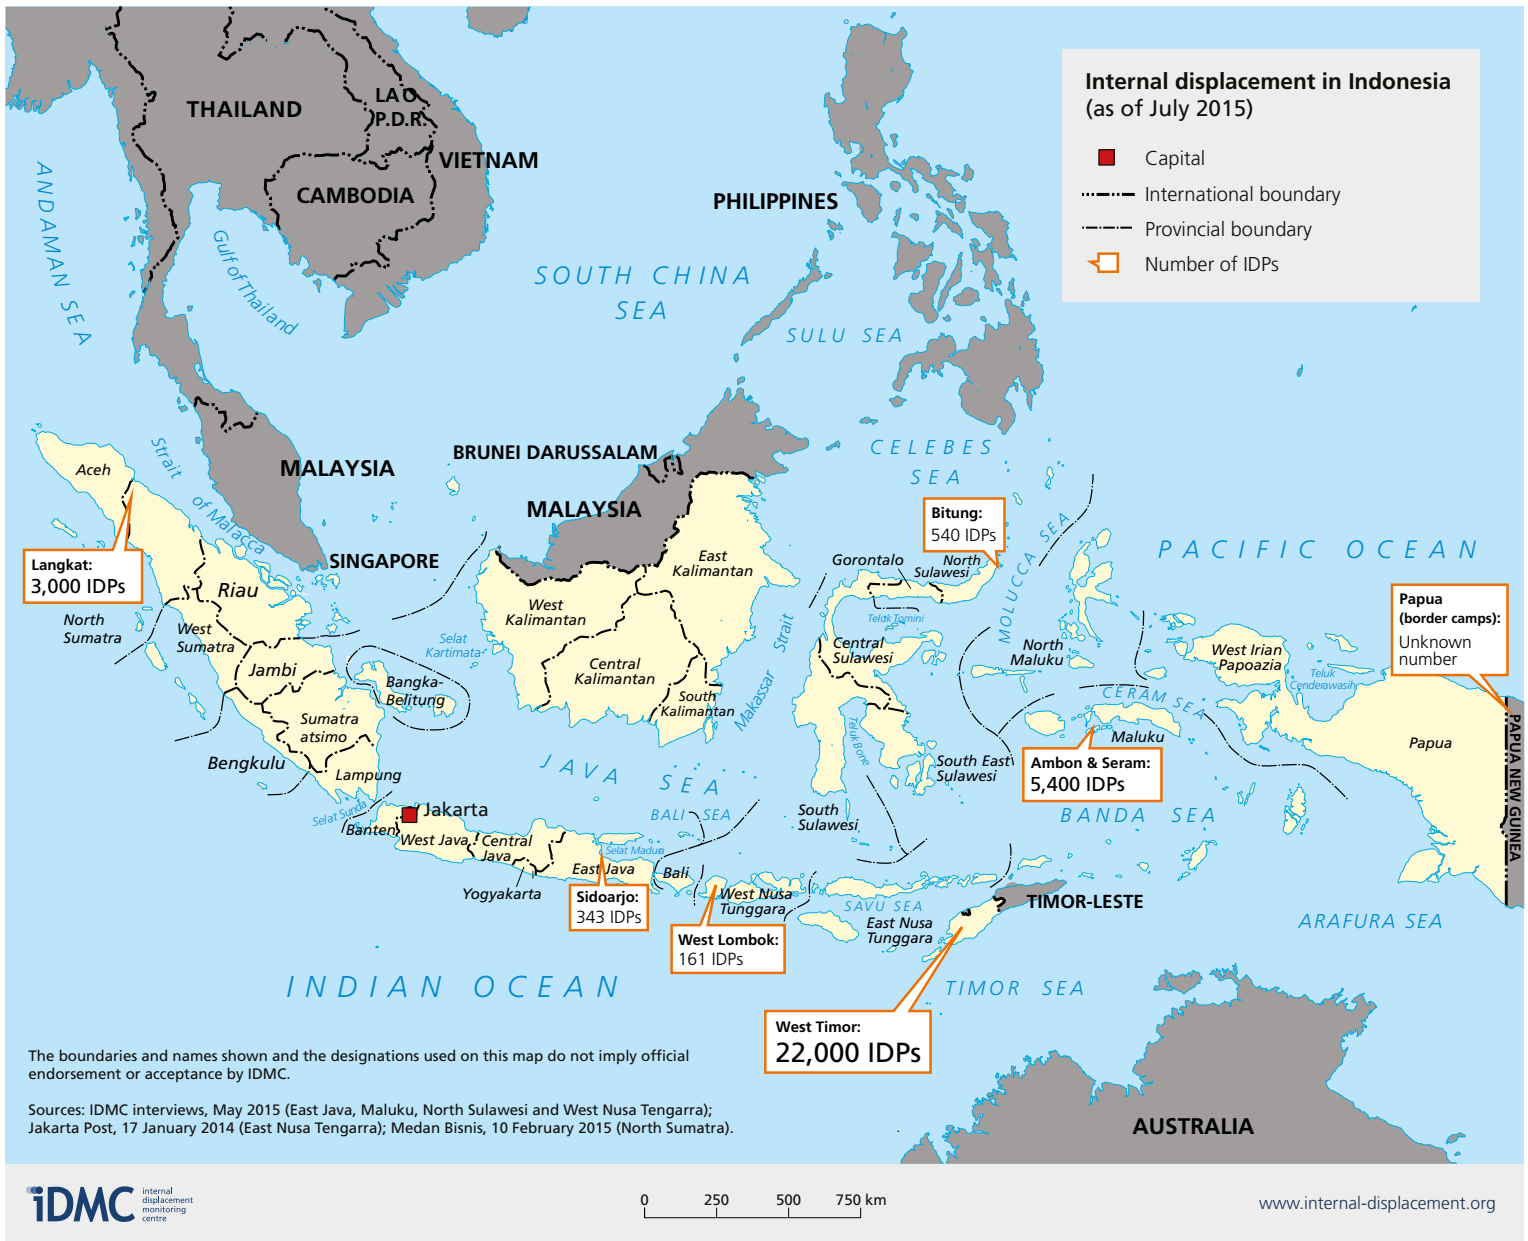 Internal displacement in Indonesia
(as of July 2015)
Capital
International boundary
Provincial boundary
Number of IDPs
THAILAND
LAO
P.D.R.
VIETNAM
CAMBODIA
PHILIPPINES
ANDAMAN SEA
Gulf of Thailand
SOUTH CHINA
SEA
SULU SEA
Strait of Malacca
MALAYSIA
BRUNEI DARUSSALAM
MALAYSIA
SINGAPORE
CELEBES
SEA
MOLUCCA SEA
PACIFIC OCEAN
Aceh
Langkat:
3,000 IDPs
North
Sumatra
Riau
West
Sumatra
Jambi
Bangka-
Belitung
Selat
Kartimata
Sumatra
atsimo
Bengkulu
Lampung
Selat Sunda
West
Kalimantan
Central
Kalimantan
East
Kalimantan
South
Kalimantan
Makassar Strait
Bitung:
540 IDPs
Gorontalo
North
Sulawesi
Teluk Tomini
Central
Sulawesi
Teluk Bone
South East
Sulawesi
South
Sulawesi
North
Maluku
CERAM SEA
Maluku
Ambon & Seram:
5,400 IDPs
BANDA SEA
West Irian
Papoazia
Teluk
Cenderawasih
Papua
(border camps):
Unknown
number
Papua
PAPUA NEW GUINEA
JAVA SEA
BALI SEA
Jakarta
Banten
West Java
Central
Java
Yogyakarta
East Java
Selat Madura
Sidoarjo:
343 IDPs
Bali
West Nusa
Tunggara
West Lombok:
161 IDPs
SAVU SEA
East Nusa
Tunggara
TIMOR-LESTE
West Timor:
22,000 IDPs
TIMOR SEA
ARAFURA SEA
INDIAN OCEAN
AUSTRALIA
The boundaries and names shown and the designations used on this map do not imply official
endorsement or acceptance by IDMC.
Sources: IDMC interviews, May 2015 (East Java, Maluku, North Sulawesi and West Nusa Tengarra);
Jakarta Post, 17 January 2014 (East Nusa Tengarra); Medan Bisnis, 10 February 2015 (North Sumatra).
iDMC
internal
displacement
monitoring
centre
0 250 500 750 km
www.internal-displacement.org